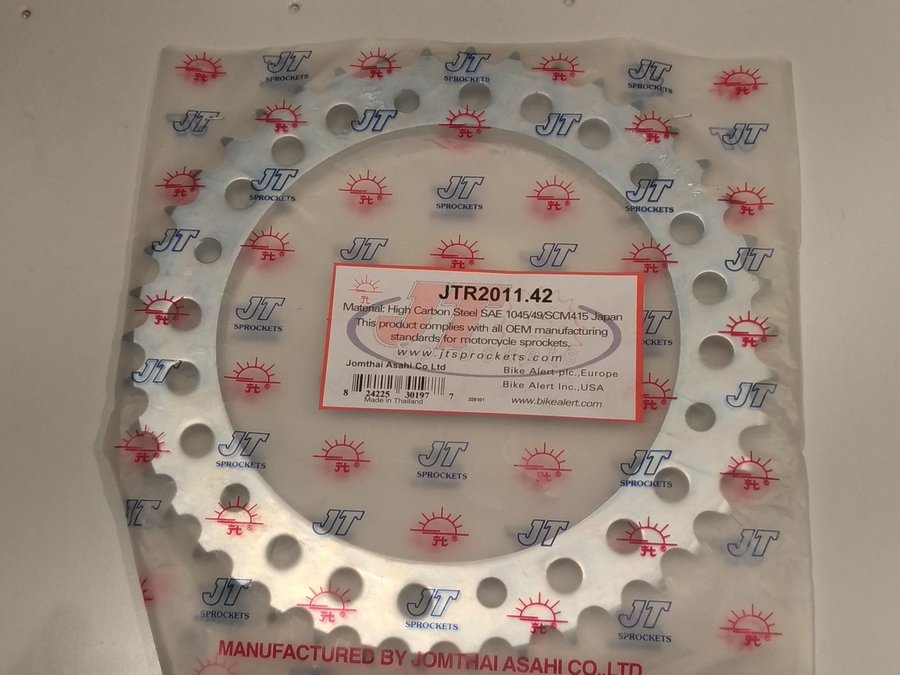 JT
SPROCKETS
JTR2011.42
Material: High Carbon Steel SAE 1045/49/SCM415 Japan
This product complies with all OEM manufacturing
standards for motorcycle sprockets.
www.jtsprockets.com
Jomthai Asahi Co Ltd
Bike Alert plc.,Europe
Bike Alert Inc.,USA
8 24225 30197 7
225101
www.bikealert.com
Made in Thailand
MANUFACTURED BY JOMTHAI ASAHI CO.,LTD